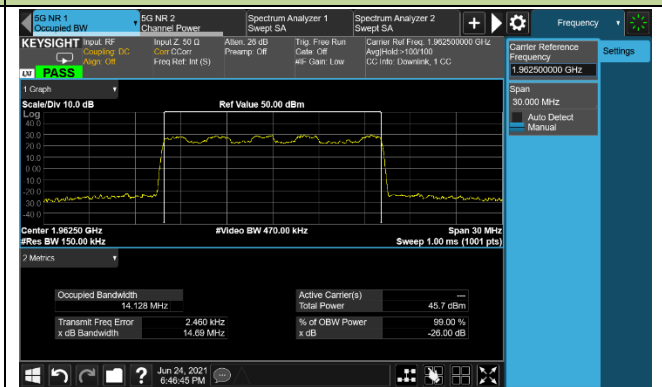 5G NR 1
Occupied BW
5G NR 2
Channel Power
Spectrum Analyzer 1
Swept SA
Spectrum Analyzer 2
Swept SA
Frequency
KEYSIGHT
Input: RF
Coupling: DC
Align: Off
Input Z: 50 Ω
Corr CCorr
Freq Ref: Int (S)
Atten: 26 dB
Preamp: Off
Trig: Free Run
Gate: Off
#IF Gain: Low
Carrier Ref Freq: 1.962500000 GHz
Avg|Hold:>100/100
CC Info: Downlink, 1 CC
PASS
Carrier Reference
Frequency
1.962500000 GHz
Settings
Span
30.000 MHz
Auto Detect
Manual
1 Graph
Scale/Div 10.0 dB
Ref Value 50.00 dBm
Log
40.0
30.0
20.0
10.0
0.00
-10.0
-20.0
-30.0
-40.0
Center 1.96250 GHz
#Video BW 470.00 kHz
Span 30 MHz
#Res BW 150.00 kHz
Sweep 1.00 ms (1001 pts)
2 Metrics
Occupied Bandwidth
14.128 MHz
Active Carrier(s)
---
Total Power
45.7 dBm
Transmit Freq Error
2.460 kHz
% of OBW Power
99.00 %
x dB Bandwidth
14.69 MHz
x dB
-26.00 dB
?
Jun 24, 2021
6:46:45 PM